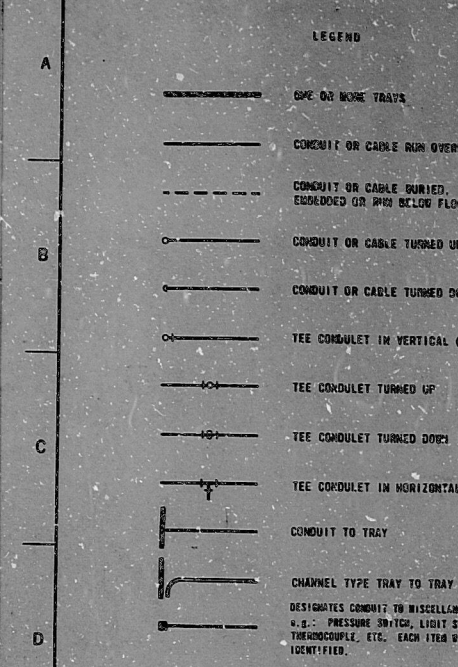 LEGEND
A
ONE OR MORE TRAYS
CONDUIT OR CABLE RUN OVER
CONDUIT OR CABLE BURIED,
EMBEDDED OR RUN BELOW FLO
B
CONDUIT OR CABLE TURNED U
CONDUIT OR CABLE TURNED DO
TEE CONDULET IN VERTICAL
TEE CONDULET TURNED UP
TEE CONDULET TURNED DOWN
C
TEE CONDULET IN HORIZONTAL
CONDUIT TO TRAY
CHANNEL TYPE TRAY TO TRAY
DESIGNATES CONDUIT TO MISCELLAN
e.g.: PRESSURE SWITCH, LIMIT S
THERMOCOUPLE, ETC. EACH ITEM
D
IDENTIFIED.